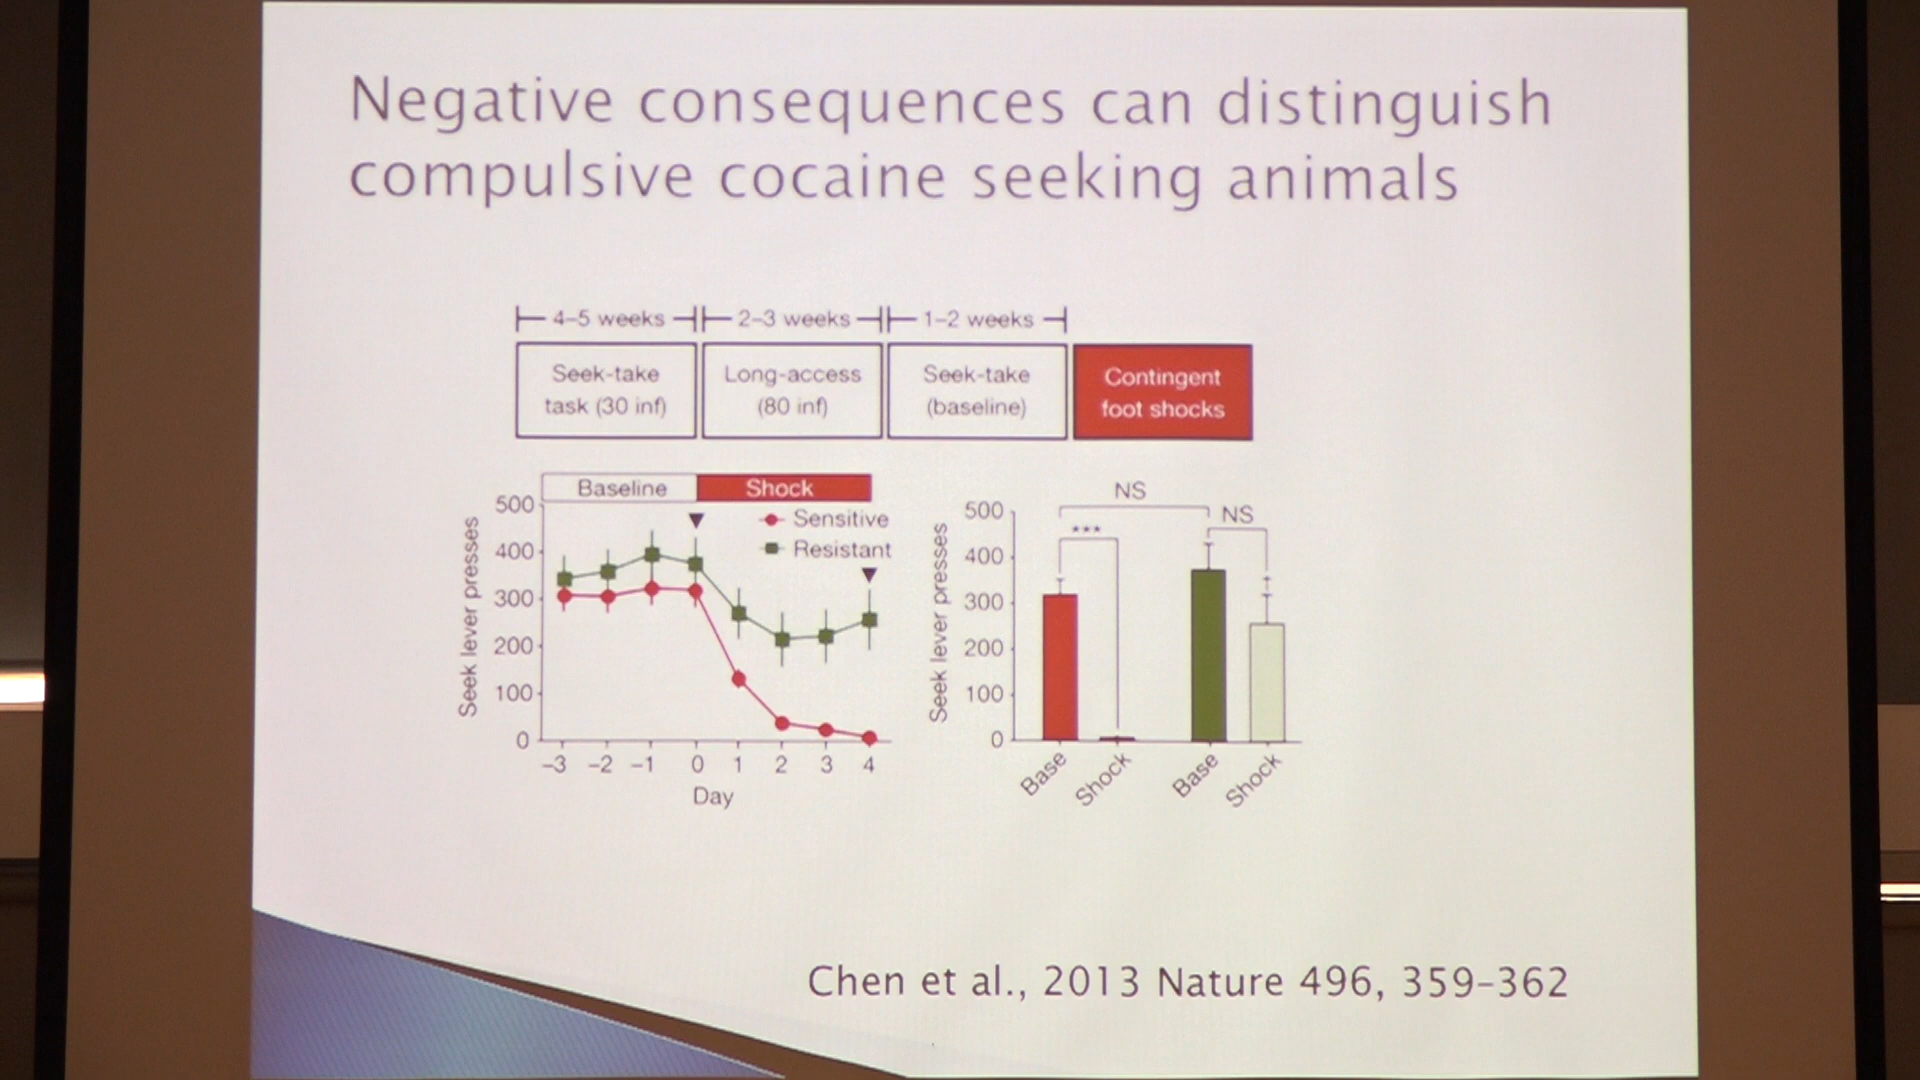 Negative consequences can distinguish
compulsive cocaine seeking animals
4–5 weeks
2–3 weeks
1–2 weeks
Seek-take
task (30 inf)
Long-access
(80 inf)
Seek-take
(baseline)
Contingent
foot shocks
Baseline
Shock
Sensitive
Resistant
Seek lever presses
500
400
300
200
100
0
–3 –2 –1 0 1 2 3 4
Day
NS
NS
***
Seek lever presses
500
400
300
200
100
0
Base
Shock
Base
Shock
Chen et al., 2013 Nature 496, 359–362